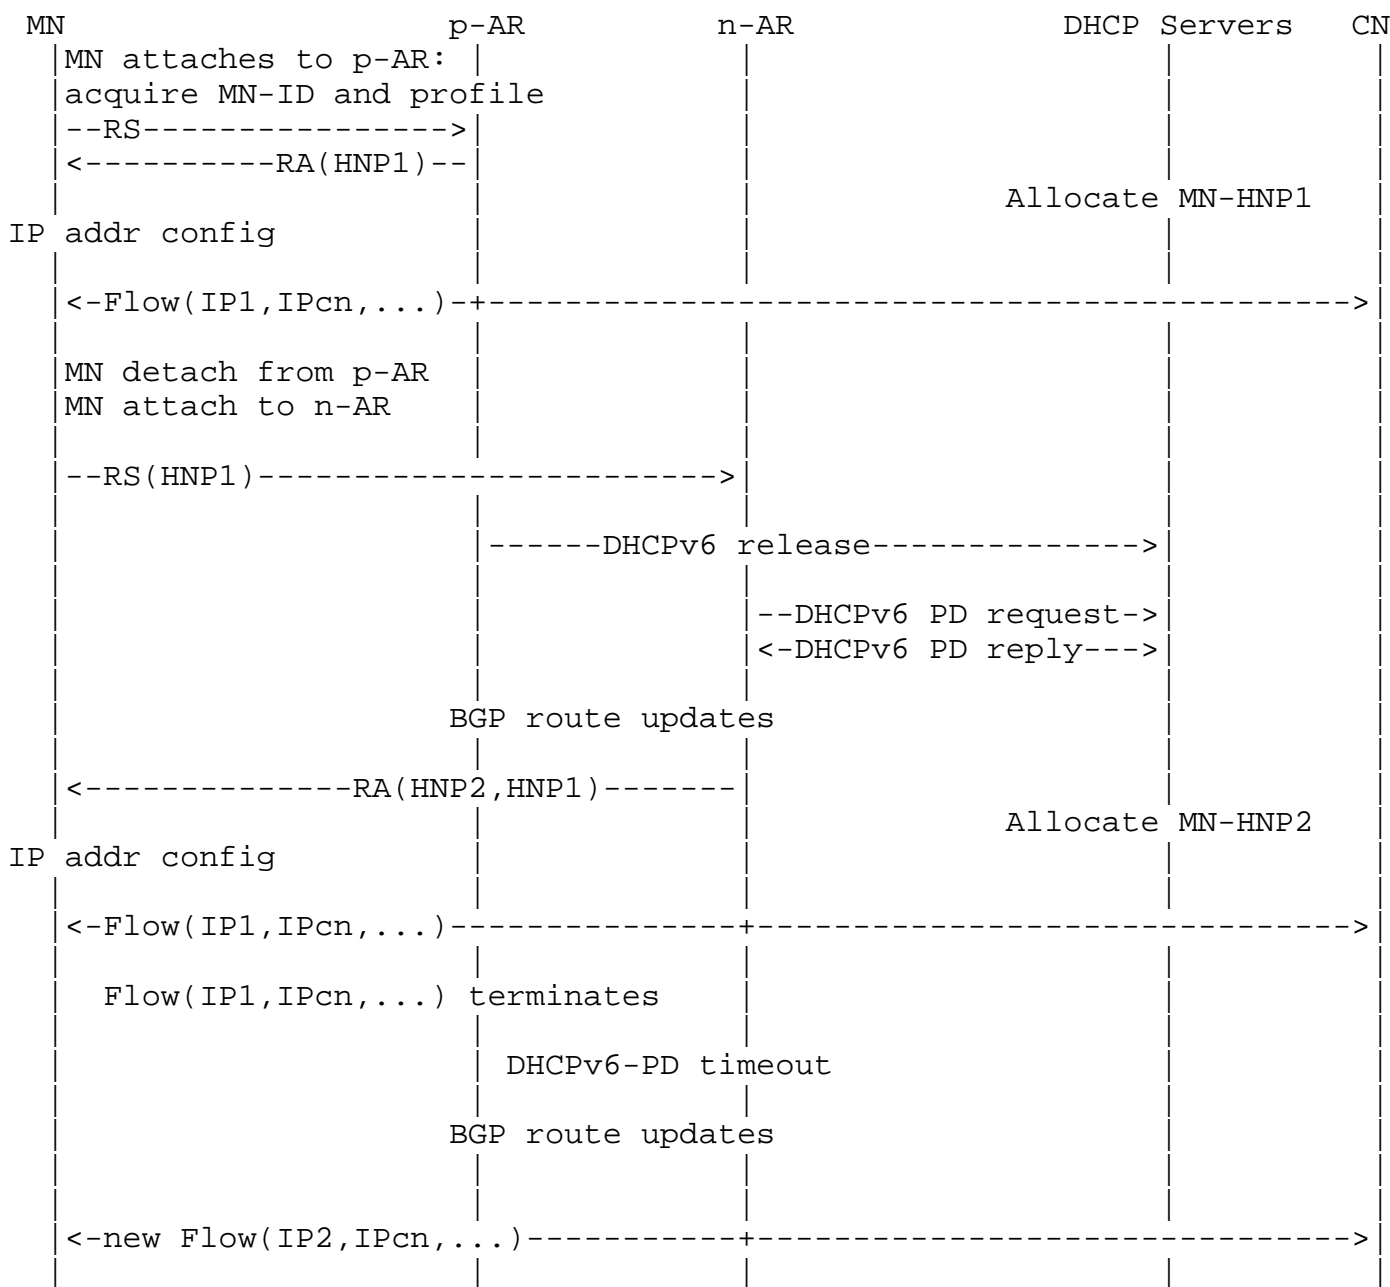 MN p-AR n-AR DHCP Servers CN
MN attaches to p-AR:
acquire MN-ID and profile
--RS---------------->
<----------RA(HNP1)--
Allocate MN-HNP1
IP addr config
<-Flow(IP1,IPcn,...)-+--------------------------------------------->
MN detach from p-AR
MN attach to n-AR
--RS(HNP1)------------------------>
------DHCPv6 release-------------->
--DHCPv6 PD request->
<-DHCPv6 PD reply--->
BGP route updates
<--------------RA(HNP2,HNP1)-------
Allocate MN-HNP2
IP addr config
<-Flow(IP1,IPcn,...)---------------+------------------------------->
Flow(IP1,IPcn,...) terminates
DHCPv6-PD timeout
BGP route updates
<-new Flow(IP2,IPcn,...)-----------+------------------------------->